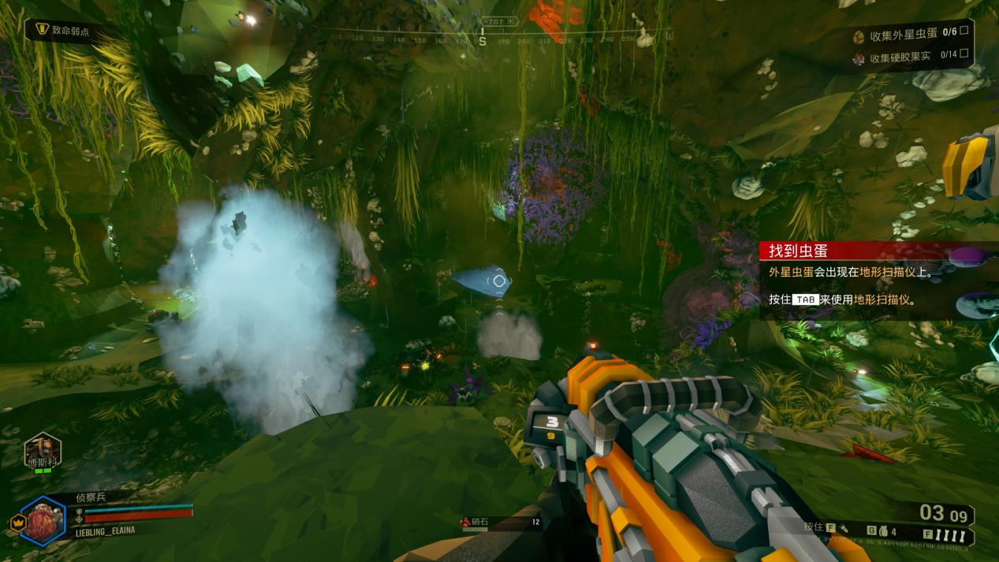 致命弱点
-707 米
110 120 130 140 150 160 170 S 190 200 210 220 230 240 250 W
收集外星虫蛋 0/6
收集硬胶果实 0/14
找到虫蛋
外星虫蛋会出现在地形扫描仪上。
按住 TAB 来使用地形扫描仪。
3
9
博斯科
侦察兵
LIEBLING__ELAINA
硝石 12
03 09
按住 F G 4 F